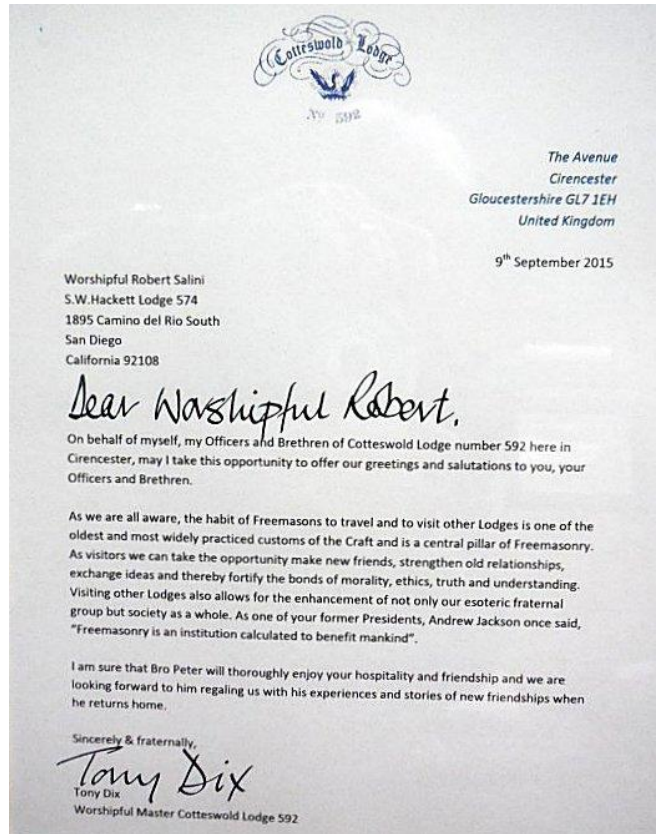 Cotteswold Lodge
No 592
The Avenue
Cirencester
Gloucestershire GL7 1EH
United Kingdom
9th September 2015
Worshipful Robert Salini
S.W.Hackett Lodge 574
1895 Camino del Rio South
San Diego
California 92108
Dear Worshipful Robert,
On behalf of myself, my Officers and Brethren of Cotteswold Lodge number 592 here in
Cirencester, may I take this opportunity to offer our greetings and salutations to you, your
Officers and Brethren.
As we are all aware, the habit of Freemasons to travel and to visit other Lodges is one of the
oldest and most widely practiced customs of the Craft and is a central pillar of Freemasonry.
As visitors we can take the opportunity make new friends, strengthen old relationships,
exchange ideas and thereby fortify the bonds of morality, ethics, truth and understanding.
Visiting other Lodges also allows for the enhancement of not only our esoteric fraternal
group but society as a whole. As one of your former Presidents, Andrew Jackson once said,
"Freemasonry is an institution calculated to benefit mankind".
I am sure that Bro Peter will thoroughly enjoy your hospitality and friendship and we are
looking forward to him regaling us with his experiences and stories of new friendships when
he returns home.
Sincerely & fraternally,
Tony Dix
Tony Dix
Worshipful Master Cotteswold Lodge 592